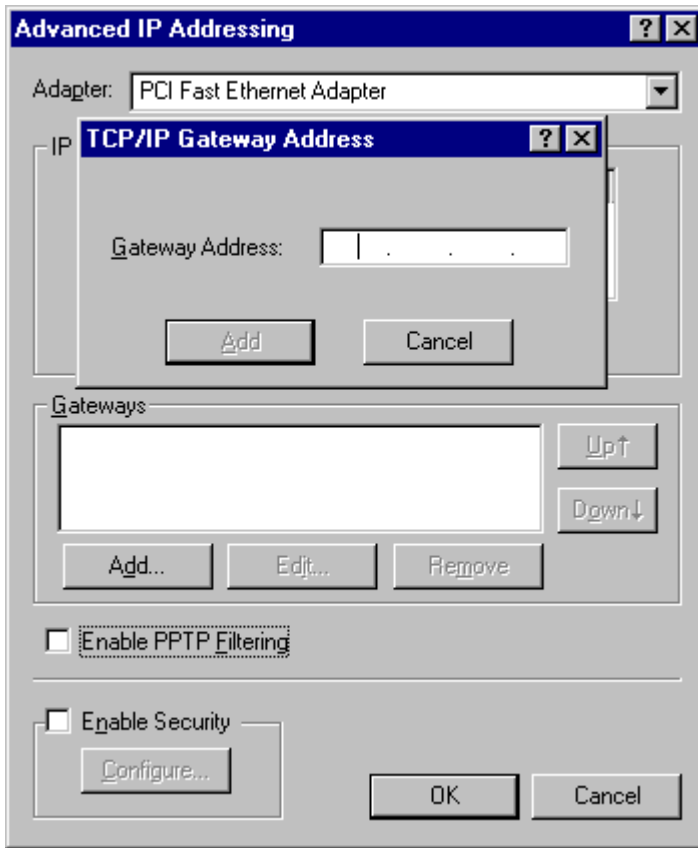 Advanced IP Addressing
Adapter: PCI Fast Ethernet Adapter
IP
TCP/IP Gateway Address
Gateway Address: . . .
Add Cancel
Gateways
Up↑
Down↓
Add... Edit... Remove
Enable PPTP Filtering
Enable Security
Configure...
OK Cancel